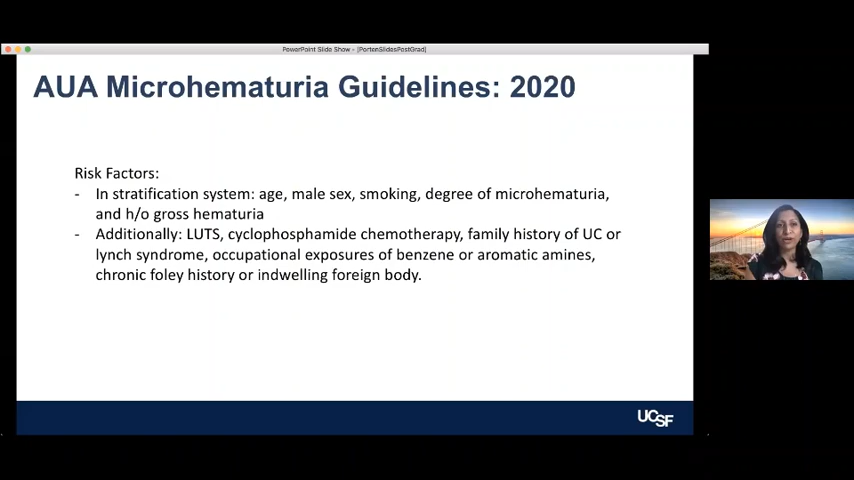 PowerPoint Slide Show - [PortenSlidesPostGrad]
AUA Microhematuria Guidelines: 2020
Risk Factors:
- In stratification system: age, male sex, smoking, degree of microhematuria,
and h/o gross hematuria
- Additionally: LUTS, cyclophosphamide chemotherapy, family history of UC or
lynch syndrome, occupational exposures of benzene or aromatic amines,
chronic foley history or indwelling foreign body.
UCSF